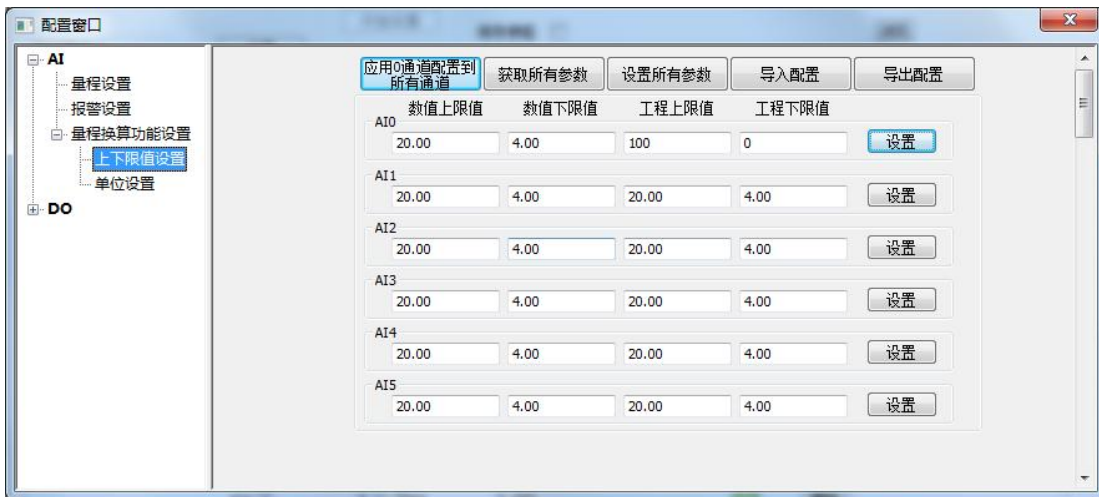 配置窗口
AI
量程设置
报警设置
量程换算功能设置
上下限值设置
单位设置
DO
应用0通道配置到
所有通道
获取所有参数
设置所有参数
导入配置
导出配置
数值上限值 数值下限值 工程上限值 工程下限值
AI0
20.00 4.00 100 0 设置
AI1
20.00 4.00 20.00 4.00 设置
AI2
20.00 4.00 20.00 4.00 设置
AI3
20.00 4.00 20.00 4.00 设置
AI4
20.00 4.00 20.00 4.00 设置
AI5
20.00 4.00 20.00 4.00 设置